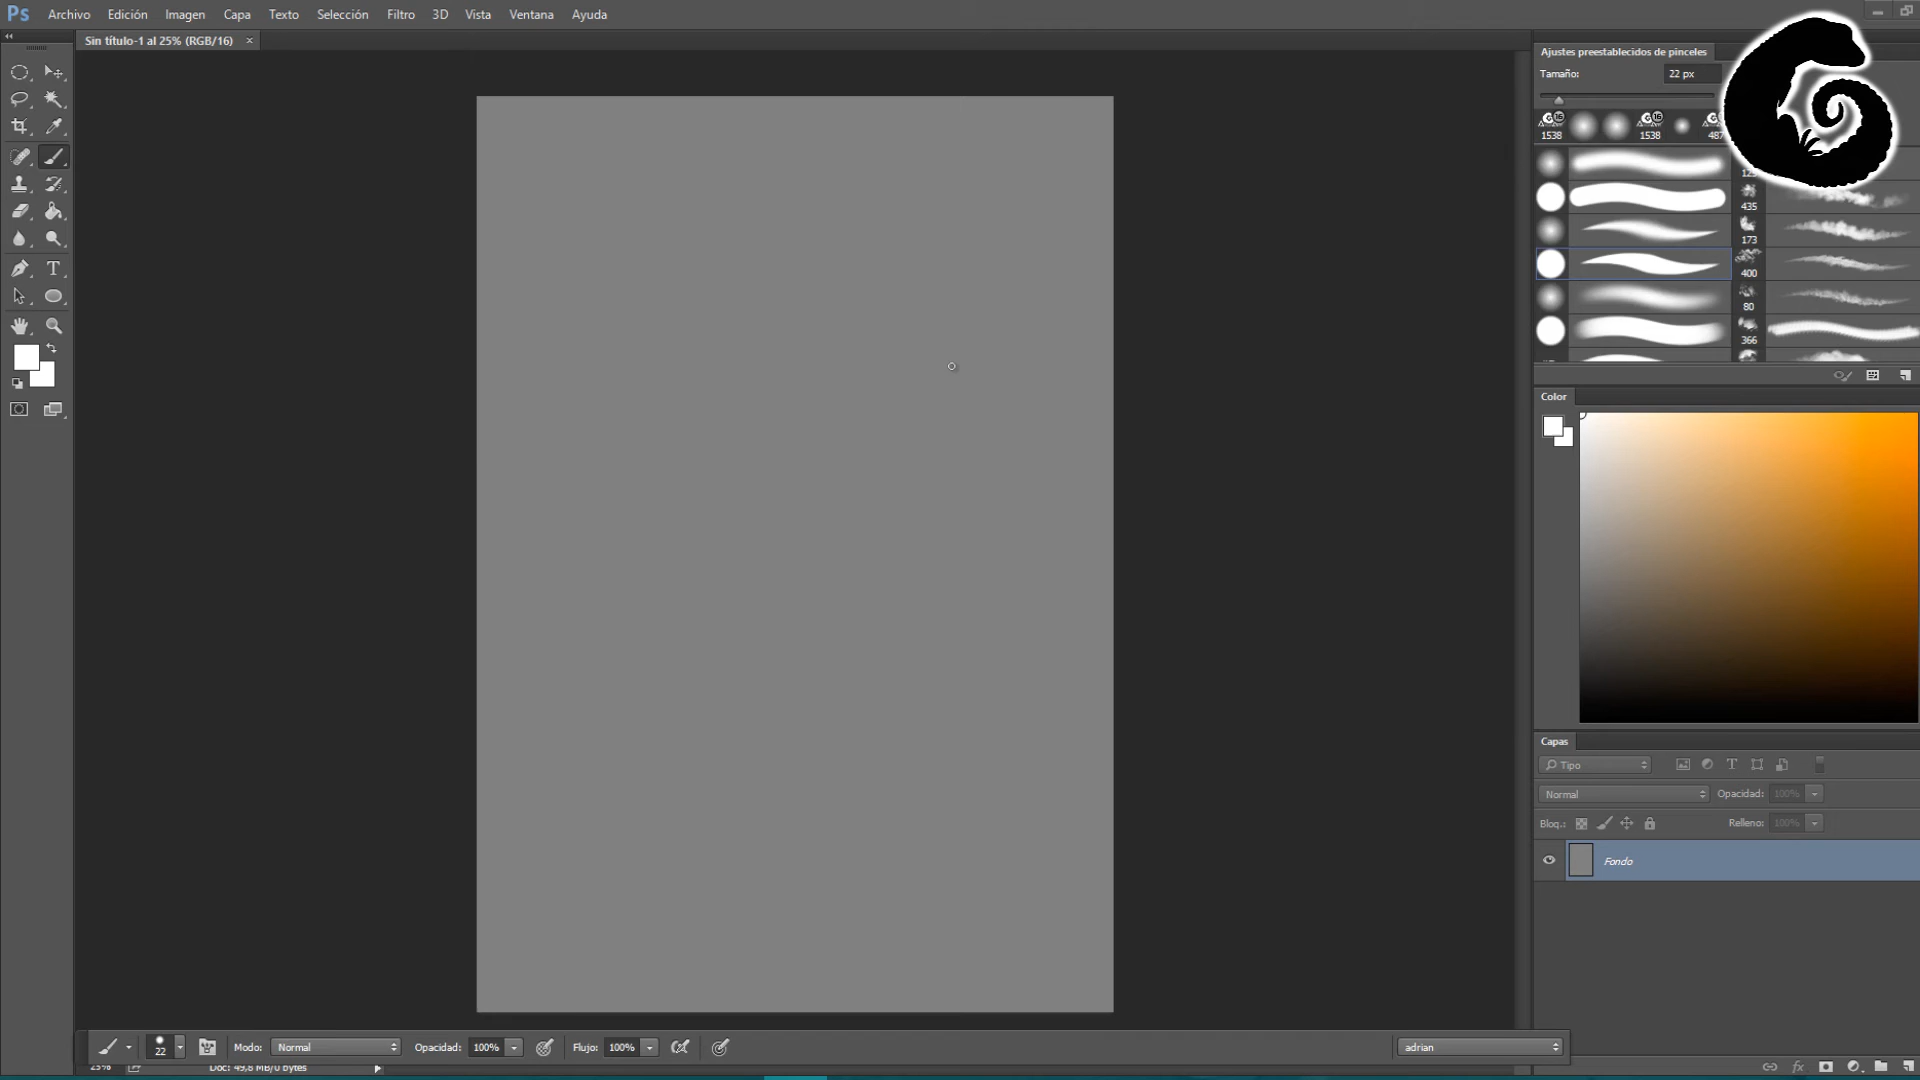 Ps Archivo Edición Imagen Capa Texto Selección Filtro 3D Vista Ventana Ayuda
Sin título-1 al 25% (RGB/16) ×
Ajustes preestablecidos de pinceles
Tamaño: 22 px
1538 1538 487
435
173
400
80
366
Color
Capas
Tipo
Normal Opacidad: 100%
Bloq.: Relleno: 100%
Fondo
22 Modo: Normal Opacidad: 100% Flujo: 100% adrian
25% Doc: 49,8 MB/0 bytes
fx